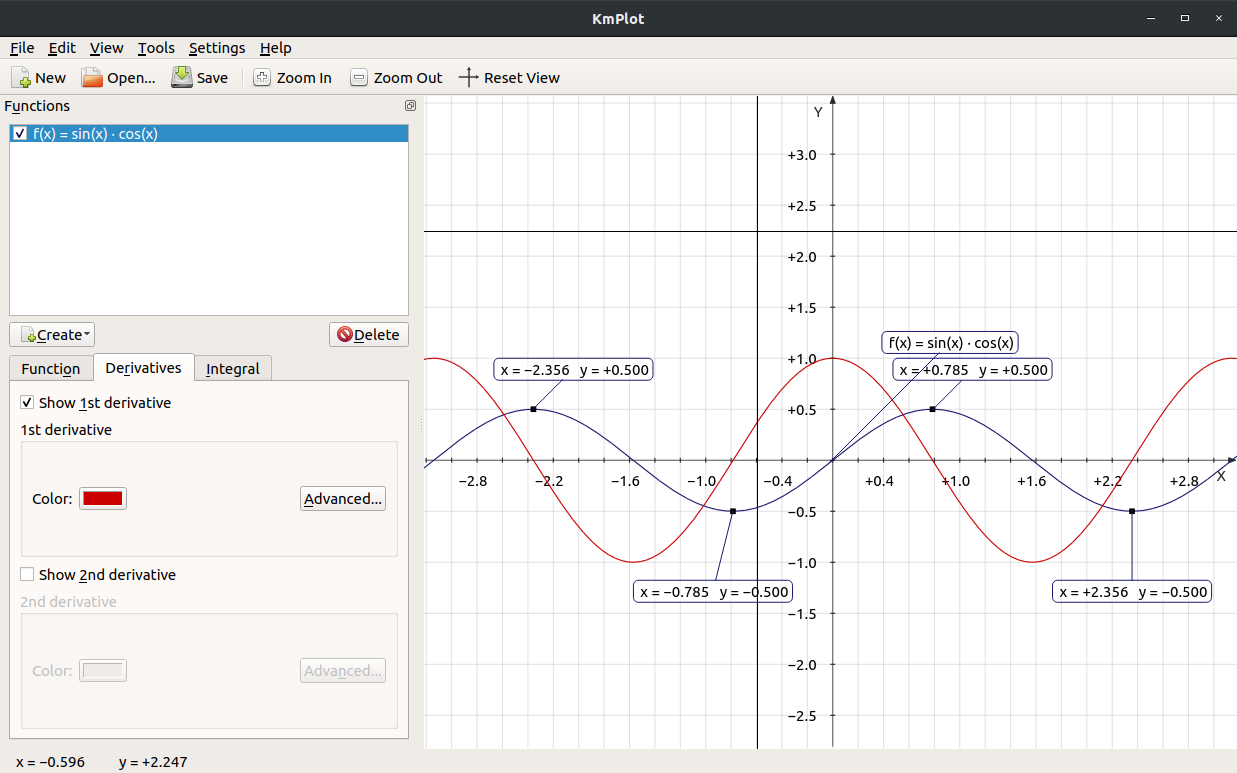 KmPlot
File Edit View Tools Settings Help
New Open... Save Zoom In Zoom Out Reset View
Functions
f(x) = sin(x) · cos(x)
Create
Delete
Function Derivatives Integral
Show 1st derivative
1st derivative
Color:
Advanced...
Show 2nd derivative
2nd derivative
Color:
Advanced...
Y
+3.0
+2.5
+2.0
+1.5
+1.0
+0.5
−0.5
−1.0
−1.5
−2.0
−2.5
f(x) = sin(x) · cos(x)
x = −2.356 y = +0.500
x = +0.785 y = +0.500
−2.8 −2.2 −1.6 −1.0 −0.4 +0.4 +1.0 +1.6 +2.2 +2.8 X
x = −0.785 y = −0.500
x = +2.356 y = −0.500
x = −0.596 y = +2.247